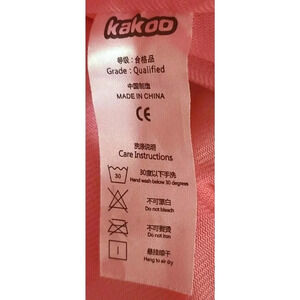 kakoo
等级:合格品
Grade : Qualified
中国制造
MADE IN CHINA
CE
洗涤说明
Care Instructions
30
30度以下手洗
Hand wash below 30 degrees
不可漂白
Do not bleach
不可熨烫
Do not iron
悬挂晾干
Hang to air dry